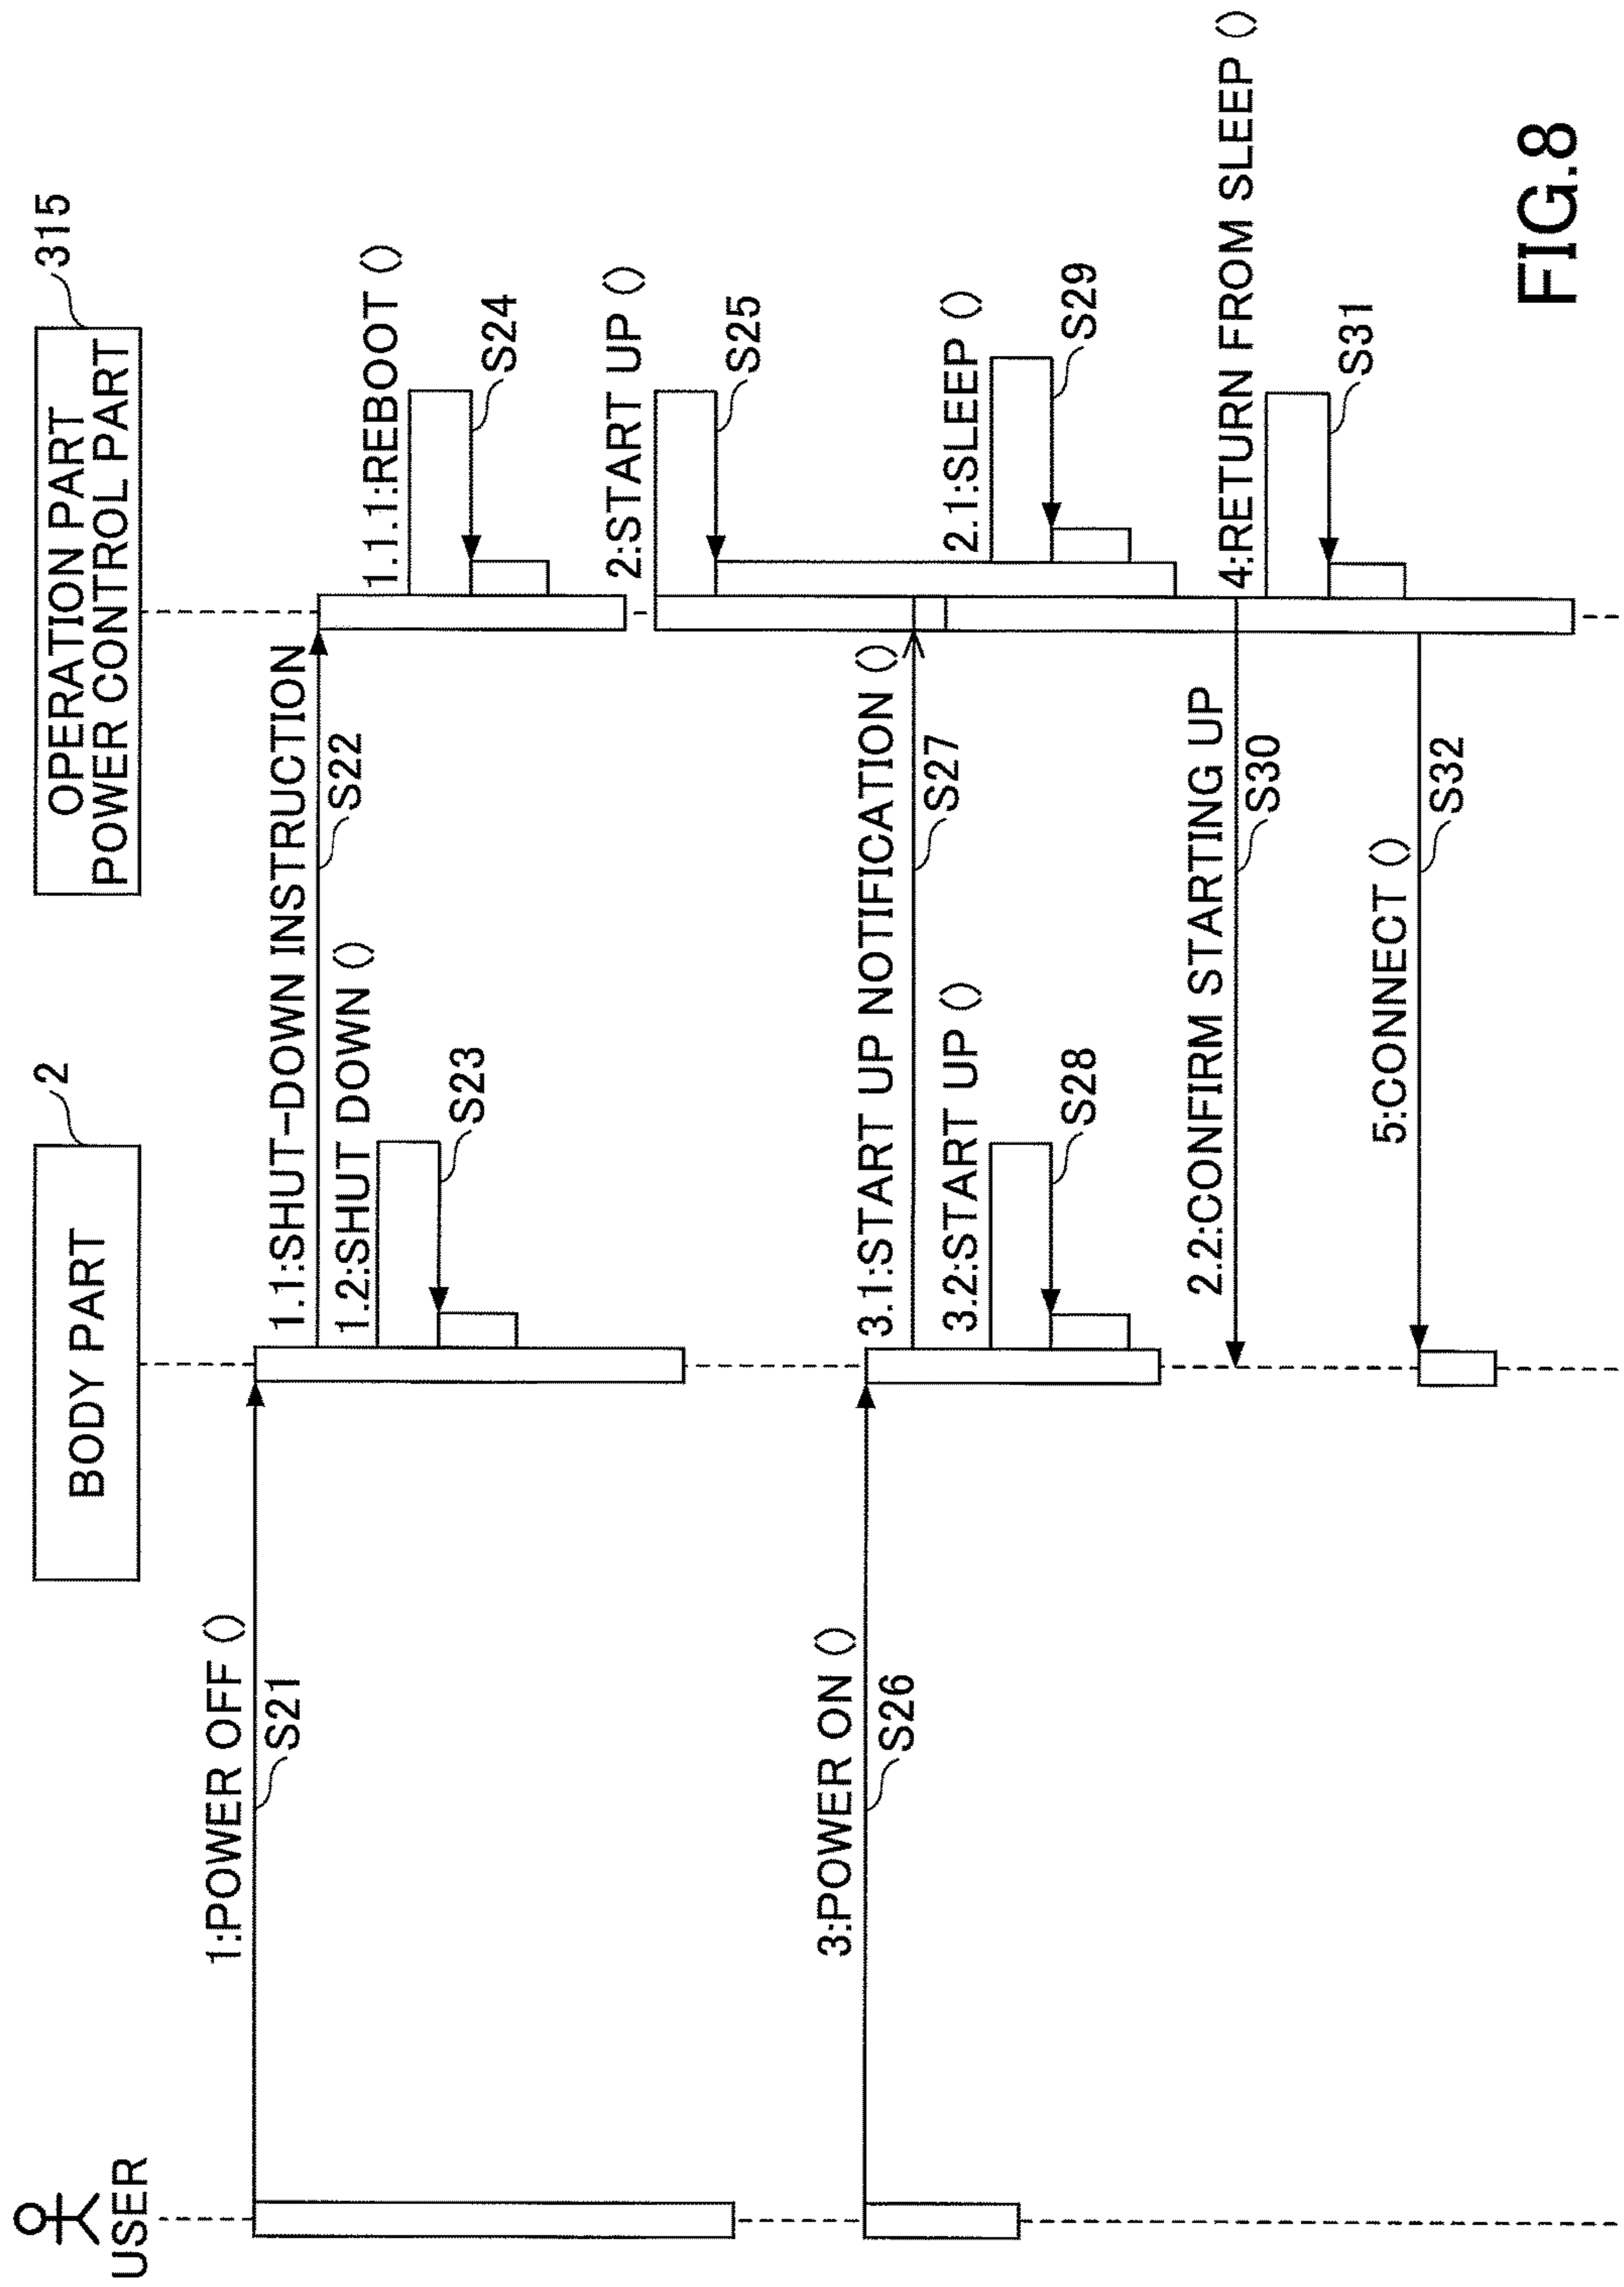 USER
BODY PART
2
OPERATION PART
POWER CONTROL PART
315
1:POWER OFF ()
S21
1.1:SHUT-DOWN INSTRUCTION
S22
1.2:SHUT DOWN ()
S23
1.1.1:REBOOT ()
S24
2:START UP ()
S25
3:POWER ON ()
S26
3.1:START UP NOTIFICATION ()
S27
3.2:START UP ()
S28
2.1:SLEEP ()
S29
2.2:CONFIRM STARTING UP
S30
4:RETURN FROM SLEEP ()
S31
5:CONNECT ()
S32
FIG.8